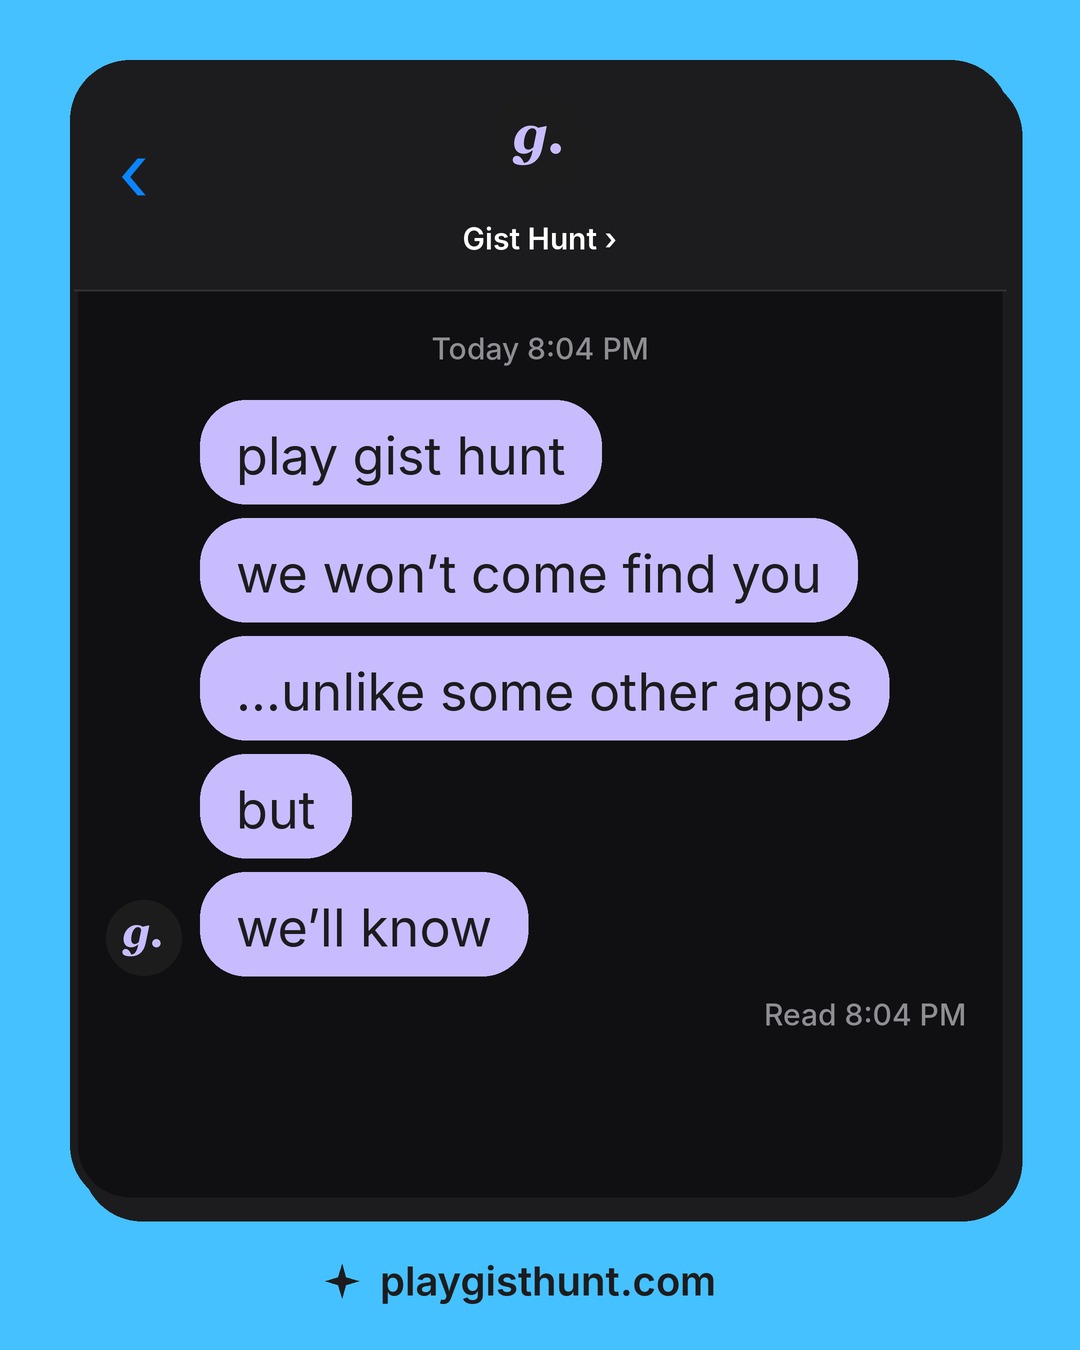 g.
Gist Hunt ›
Today 8:04 PM
play gist hunt
we won’t come find you
...unlike some other apps
but
we’ll know
g.
Read 8:04 PM
playgisthunt.com